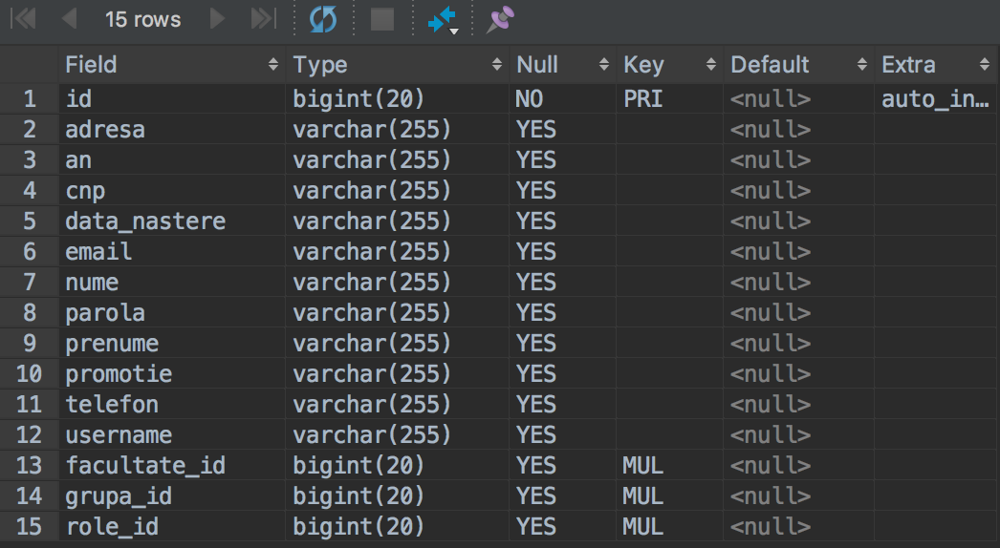 15 rows
Field Type Null Key Default Extra
1 id bigint(20) NO PRI <null> auto_in…
2 adresa varchar(255) YES <null>
3 an varchar(255) YES <null>
4 cnp varchar(255) YES <null>
5 data_nastere varchar(255) YES <null>
6 email varchar(255) YES <null>
7 nume varchar(255) YES <null>
8 parola varchar(255) YES <null>
9 prenume varchar(255) YES <null>
10 promotie varchar(255) YES <null>
11 telefon varchar(255) YES <null>
12 username varchar(255) YES <null>
13 facultate_id bigint(20) YES MUL <null>
14 grupa_id bigint(20) YES MUL <null>
15 role_id bigint(20) YES MUL <null>